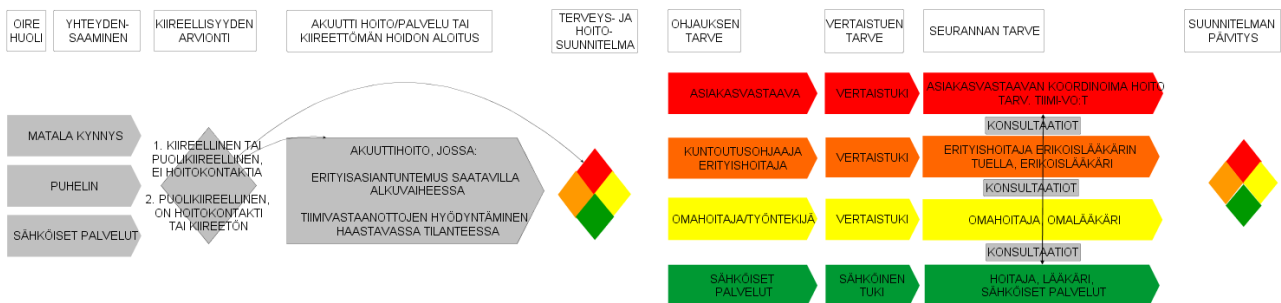 OIRE
HUOLI
YHTEYDEN-
SAAMINEN
KIIREELLISYYDEN
ARVIONTI
AKUUTTI HOITO/PALVELU TAI
KIIREETTÖMÄN HOIDON ALOITUS
TERVEYS- JA
HOITO-
SUUNNITELMA
OHJAUKSEN
TARVE
VERTAISTUEN
TARVE
SEURANNAN TARVE
SUUNNITELMAN
PÄIVITYS
MATALA KYNNYS
PUHELIN
SÄHKÖISET PALVELUT
1. KIIREELLINEN TAI
PUOLIKIIREELLINEN,
EI HOITOKONTAKTIA
2. PUOLIKIIREELLINEN,
ON HOITOKONTAKTI
TAI KIIREETÖN
AKUUTTIHOITO, JOSSA:
ERITYISASIANTUNTEMUS SAATAVILLA
ALKUVAIHEESSA
TIIMIVASTAANOTTOJEN HYÖDYNTÄMINEN
HAASTAVASSA TILANTEESSA
ASIAKASVASTAAVA
VERTAISTUKI
ASIAKASVASTAAVAN KOORDINOIMA HOITO
TARV. TIIMI-VO:T
KONSULTAATIOT
KUNTOUTUSOHJAAJA
ERITYISHOITAJA
VERTAISTUKI
ERITYISHOITAJA ERIKOISLÄÄKÄRIN
TUELLA, ERIKOISLÄÄKÄRI
KONSULTAATIOT
OMAHOITAJA/TYÖNTEKIJÄ
VERTAISTUKI
OMAHOITAJA, OMALÄÄKÄRI
KONSULTAATIOT
SÄHKÖISET
PALVELUT
SÄHKÖINEN
TUKI
HOITAJA, LÄÄKÄRI,
SÄHKÖISET PALVELUT